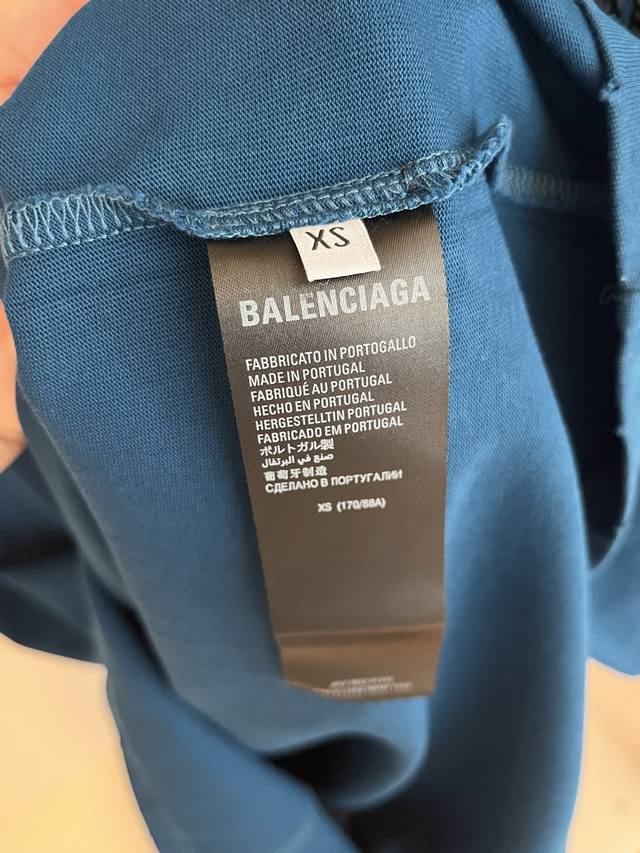 XS
BALENCIAGA
FABBRICATO IN PORTOGALLO
MADE IN PORTUGAL
FABRIQUÉ AU PORTUGAL
HECHO EN PORTUGAL
HERGESTELLTIN PORTUGAL
FABRICADO EM PORTUGAL
ポルトガル製
صنع في البرتغال
葡萄牙制造
СДЕЛАНО В ПОРТУГАЛИИ
XS (170/88A)